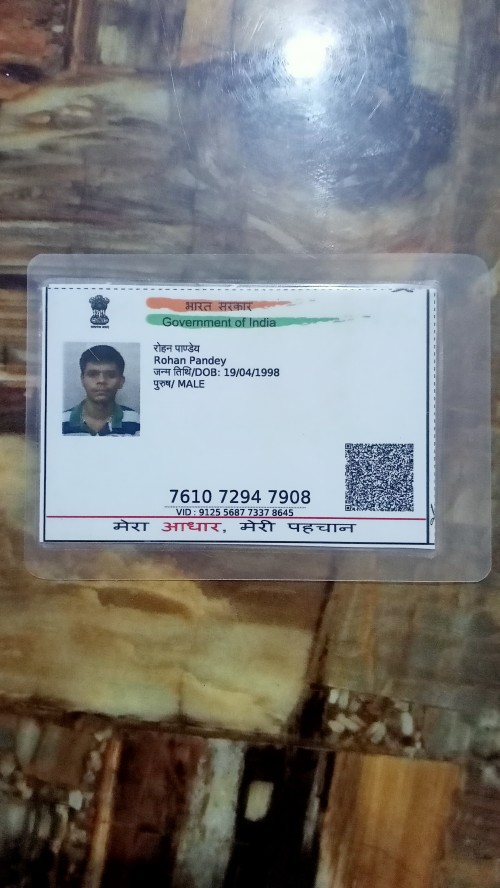 भारत सरकार
Government of India
रोहन पाण्डेय
Rohan Pandey
जन्म तिथि/DOB: 19/04/1998
पुरुष/ MALE
7610 7294 7908
VID : 9125 5687 7337 8645
मेरा आधार, मेरी पहचान